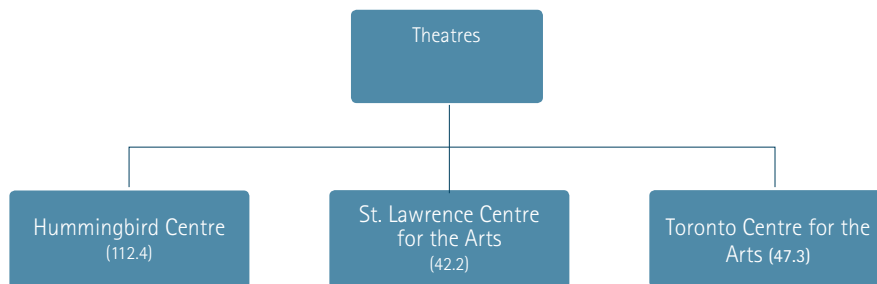 Theatres
Hummingbird Centre
(112.4)
St. Lawrence Centre
for the Arts
(42.2)
Toronto Centre for the
Arts (47.3)